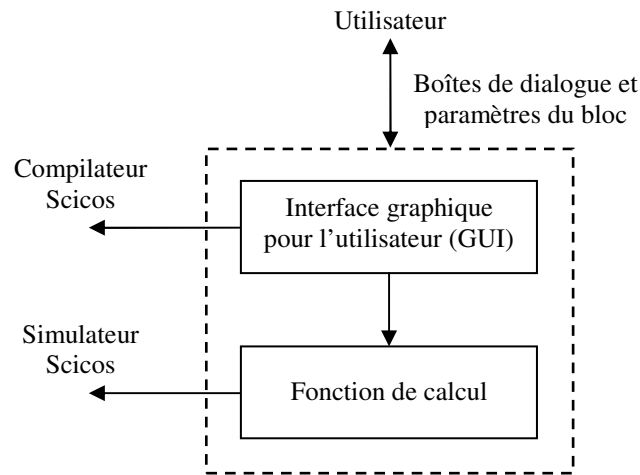 Utilisateur
Boîtes de dialogue et
paramètres du bloc
Compilateur
Scicos
Interface graphique
pour l’utilisateur (GUI)
Simulateur
Scicos
Fonction de calcul